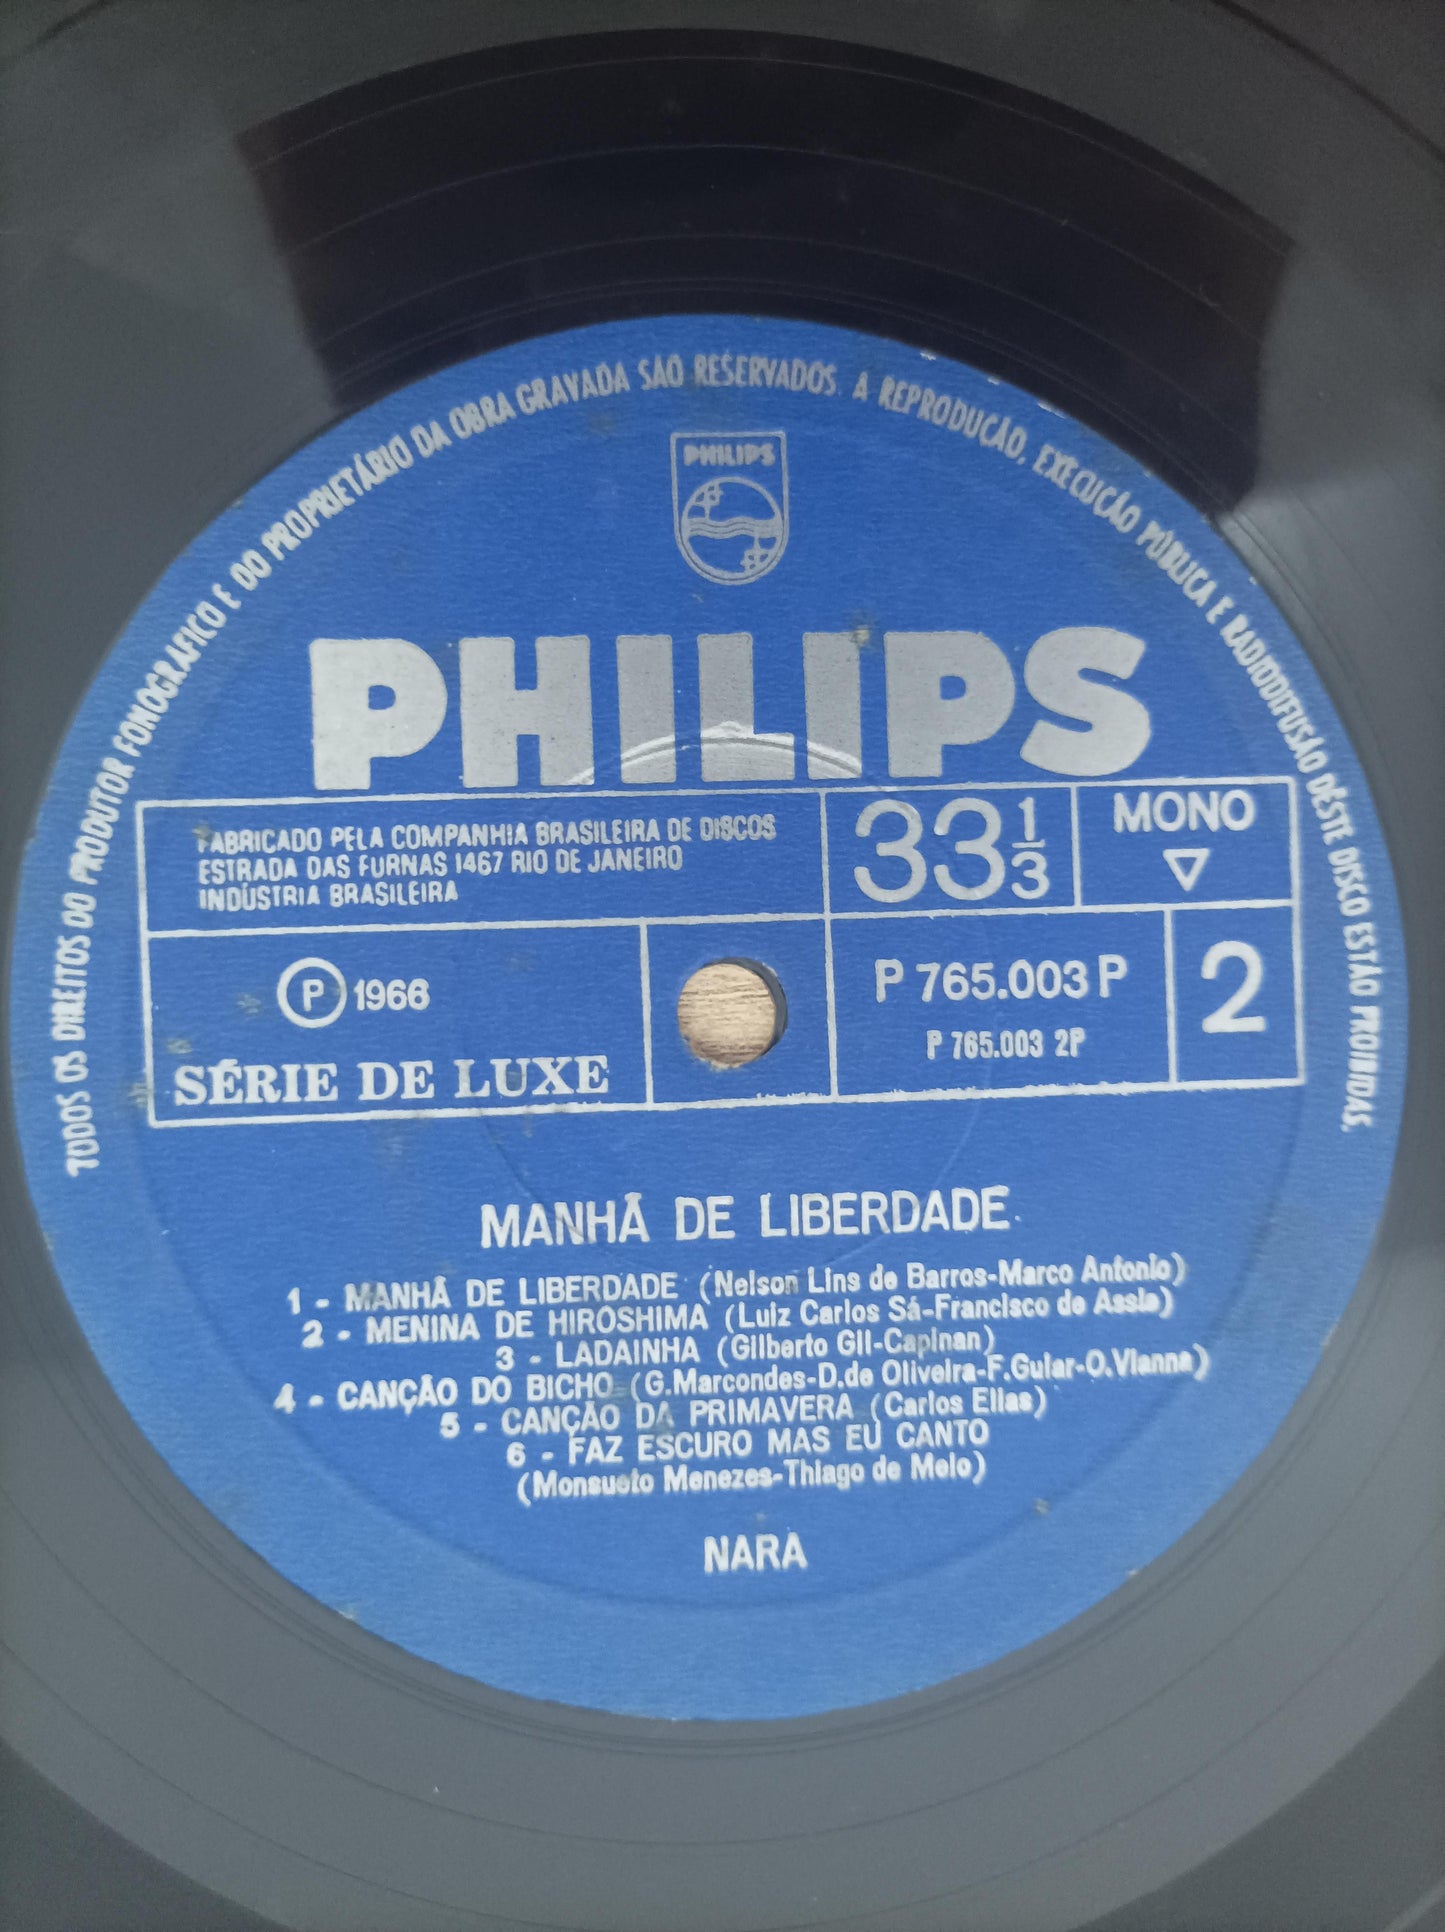 TODOS OS DIREITOS DO PRODUTOR FONOGRÁFICO E DO PROPRIETÁRIO DA OBRA GRAVADA SÃO RESERVADOS. A REPRODUÇÃO, EXECUÇÃO PÚBLICA E RADIODIFUSÃO DÊSTE DISCO ESTÃO PROIBIDAS.
PHILIPS
PHILIPS
FABRICADO PELA COMPANHIA BRASILEIRA DE DISCOS
ESTRADA DAS FURNAS 1467 RIO DE JANEIRO
INDÚSTRIA BRASILEIRA
33 1/3
MONO
℗ 1966
SÉRIE DE LUXE
P 765.003 P
P 765.003 2P
2
MANHÃ DE LIBERDADE
1 - MANHÃ DE LIBERDADE (Nelson Lins de Barros-Marco Antonio)
2 - MENINA DE HIROSHIMA (Luiz Carlos Sá-Francisco de Assis)
3 - LADAINHA (Gilberto Gil-Capinan)
4 - CANÇÃO DO BICHO (G.Marcondes-D.de Oliveira-F.Gular-O.Vianna)
5 - CANÇÃO DA PRIMAVERA (Carlos Elias)
6 - FAZ ESCURO MAS EU CANTO
(Monsueto Menezes-Thiago de Melo)
NARA